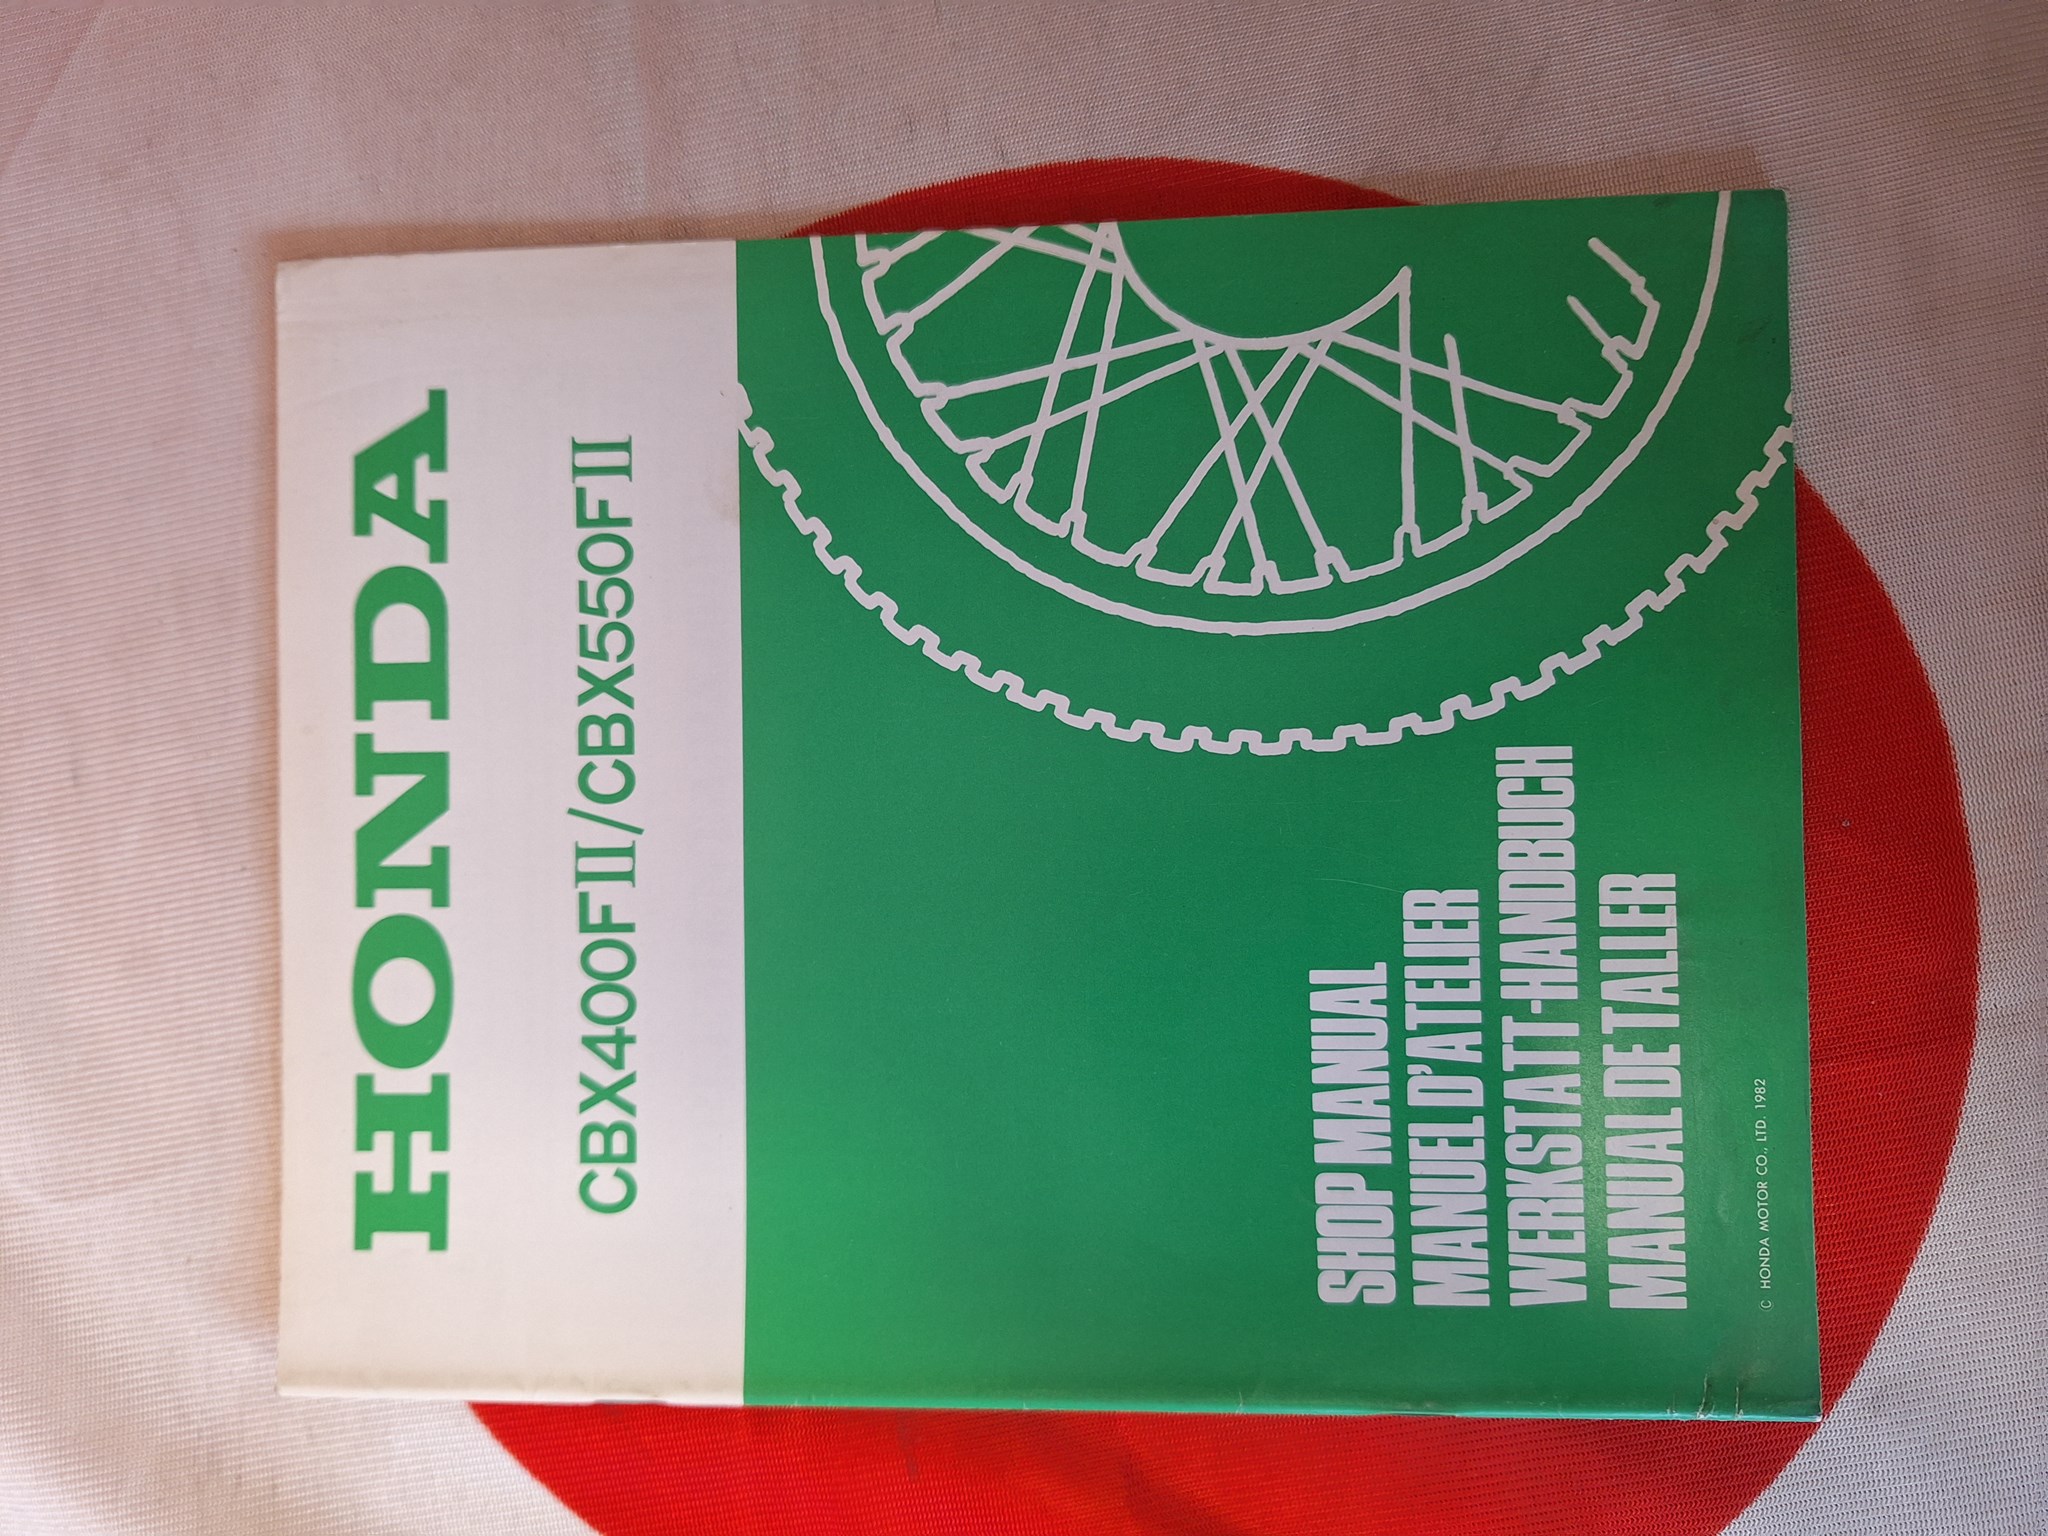 HONDA
CBX400FII/CBX550FII
SHOP MANUAL
MANUEL D'ATELIER
WERKSTATT-HANDBUCH
MANUAL DE TALLER
© HONDA MOTOR CO., LTD. 1982